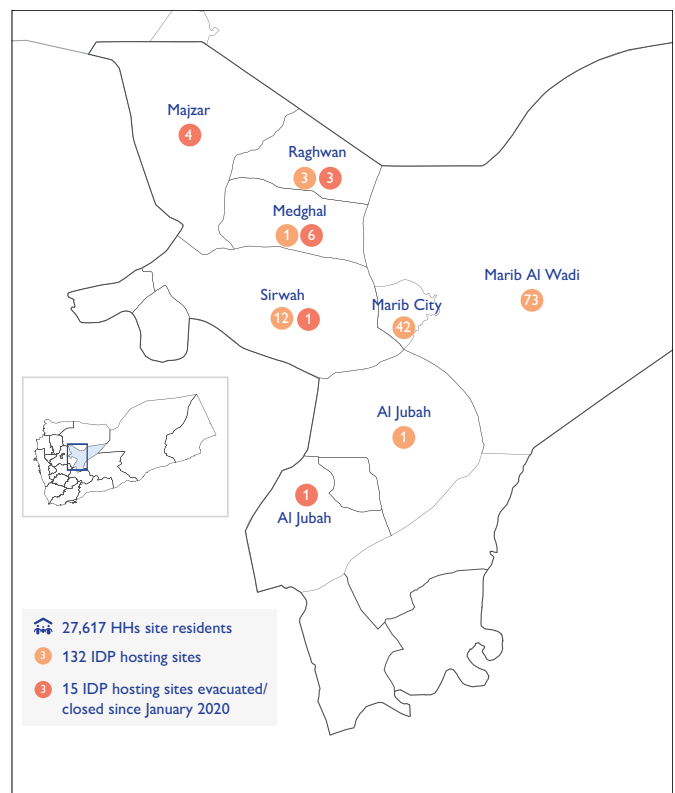 Majzar
4
Raghwan
3 3
Medghal
1 6
Marib Al Wadi
73
Sirwah
12 1
Marib City
42
Al Jubah
1
1
Al Jubah
27,617 HHs site residents
3 132 IDP hosting sites
3 15 IDP hosting sites evacuated/
closed since January 2020